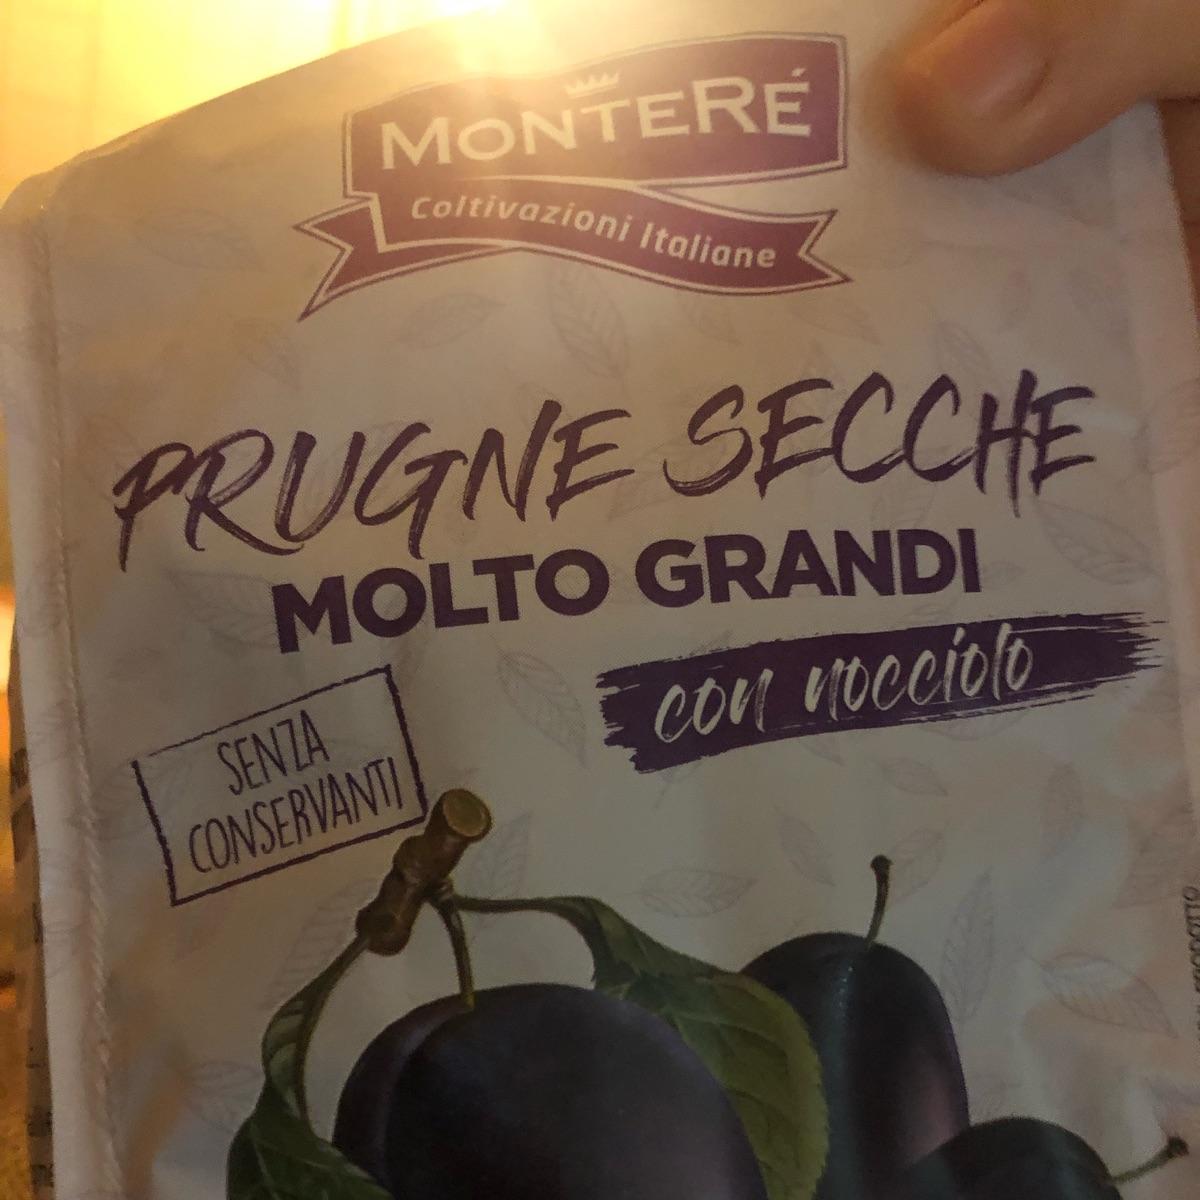 MONTERÉ
Coltivazioni Italiane
PRUGNE SECCHE
MOLTO GRANDI
con nocciolo
SENZA
CONSERVANTI